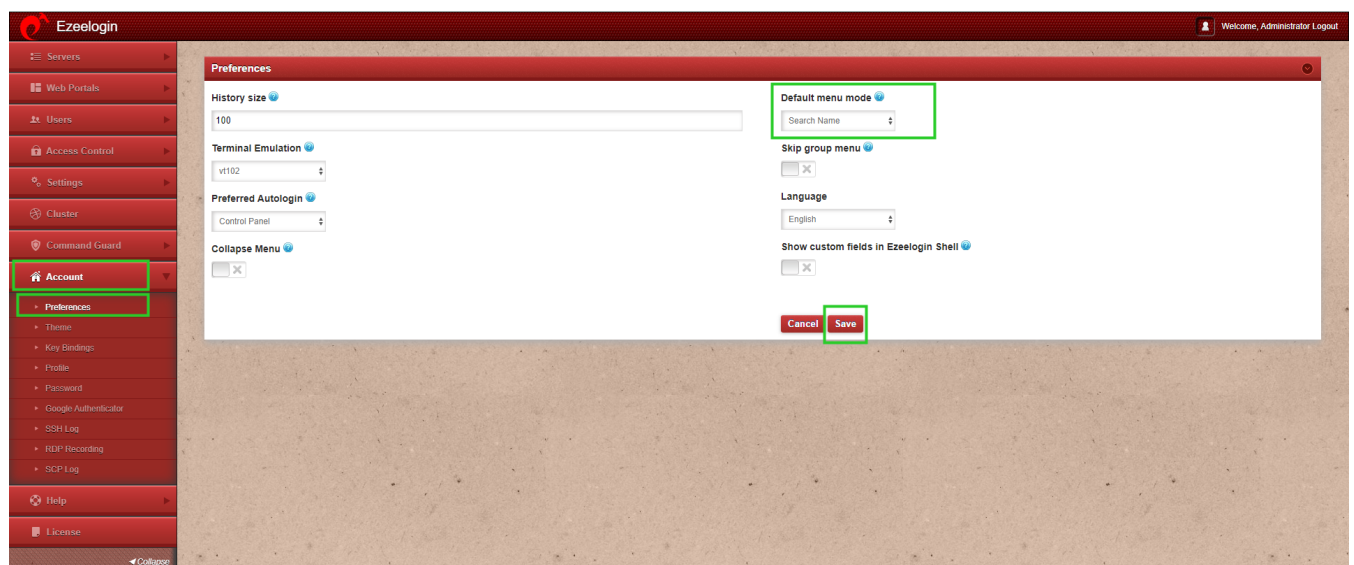 Ezeelogin
Welcome, Administrator Logout
Servers
Web Portals
Users
Access Control
Settings
Cluster
Command Guard
Account
Preferences
Theme
Key Bindings
Profile
Password
Google Authenticator
SSH Log
RDP Recording
SCP Log
Help
License
Collapse
Preferences
History size
100
Terminal Emulation
vt102
Preferred Autologin
Control Panel
Collapse Menu
Default menu mode
Search Name
Skip group menu
Language
English
Show custom fields in Ezeelogin Shell
Cancel Save